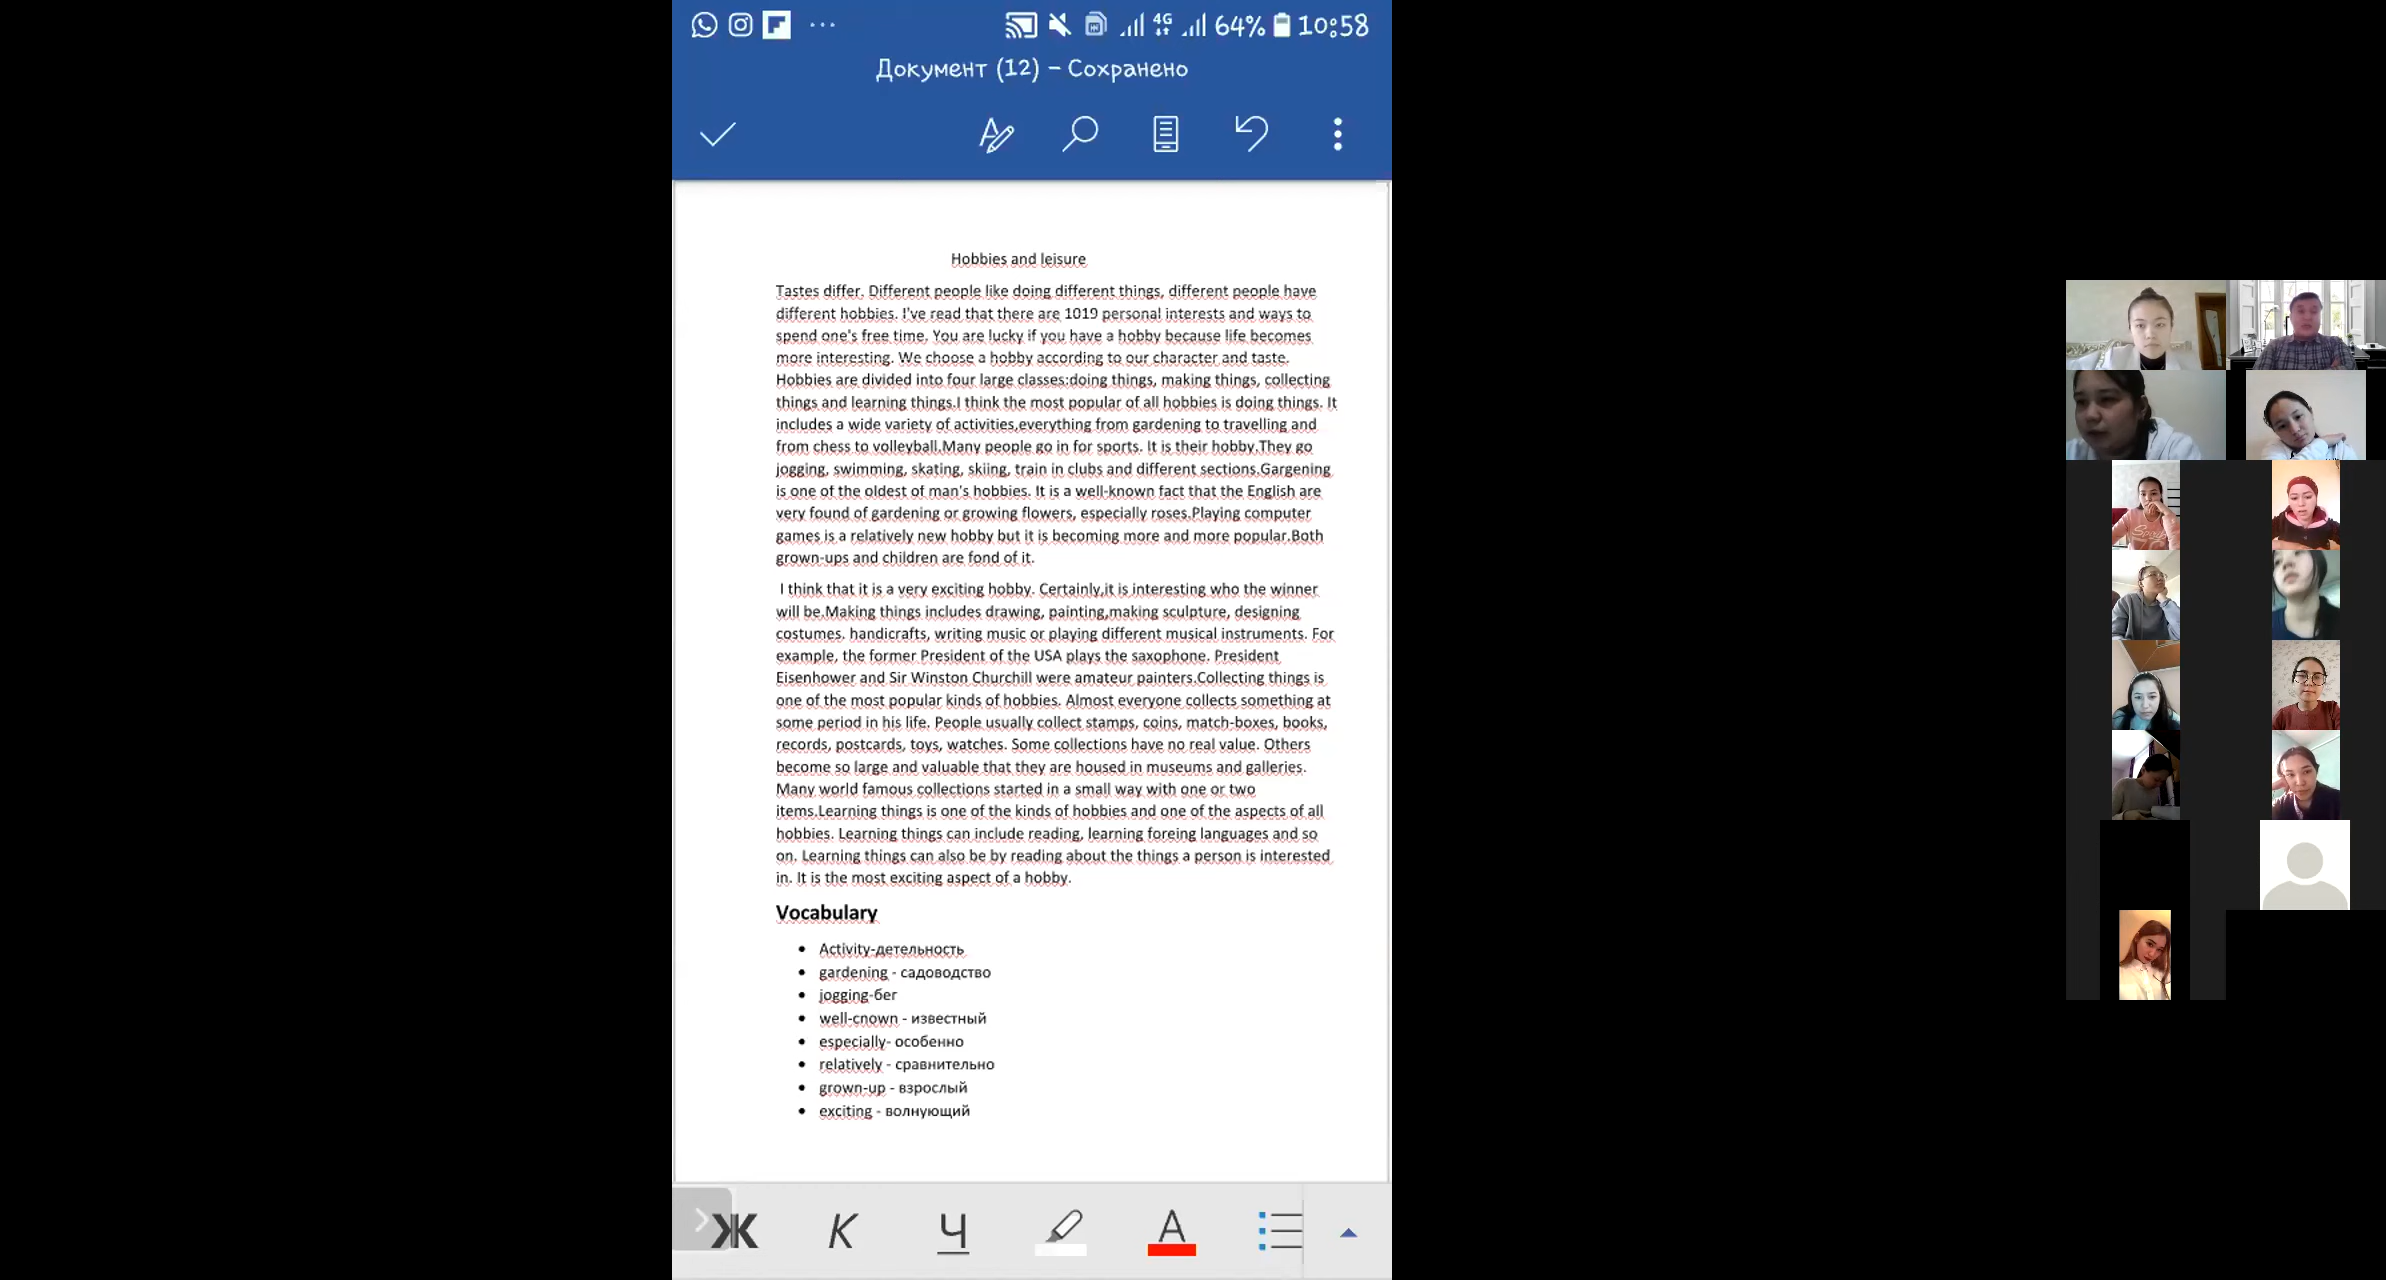 64% 10:58
4G
Документ (12) – Сохранено
Hobbies and leisure
Tastes differ. Different people like doing different things, different people have
different hobbies. I've read that there are 1019 personal interests and ways to
spend one's free time. You are lucky if you have a hobby because life becomes
more interesting. We choose a hobby according to our character and taste.
Hobbies are divided into four large classes:doing things, making things, collecting
things and learning things.I think the most popular of all hobbies is doing things. It
includes a wide variety of activities,everything from gardening to travelling and
from chess to volleyball.Many people go in for sports. It is their hobby.They go
jogging, swimming, skating, skiing, train in clubs and different sections.Gargening
is one of the oldest of man's hobbies. It is a well-known fact that the English are
very found of gardening or growing flowers, especially roses.Playing computer
games is a relatively new hobby but it is becoming more and more popular.Both
grown-ups and children are fond of it.
I think that it is a very exciting hobby. Certainly,it is interesting who the winner
will be.Making things includes drawing, painting,making sculpture, designing
costumes. handicrafts, writing music or playing different musical instruments. For
example, the former President of the USA plays the saxophone. President
Eisenhower and Sir Winston Churchill were amateur painters.Collecting things is
one of the most popular kinds of hobbies. Almost everyone collects something at
some period in his life. People usually collect stamps, coins, match-boxes, books,
records, postcards, toys, watches. Some collections have no real value. Others
become so large and valuable that they are housed in museums and galleries.
Many world famous collections started in a small way with one or two
items.Learning things is one of the kinds of hobbies and one of the aspects of all
hobbies. Learning things can include reading, learning foreing languages and so
on. Learning things can also be by reading about the things a person is interested
in. It is the most exciting aspect of a hobby.
Vocabulary
• Activity-детельность
• gardening - садоводство
• jogging-бег
• well-cnown - известный
• especially- особенно
• relatively - сравнительно
• grown-up - взрослый
• exciting - волнующий
Ж К Ч А